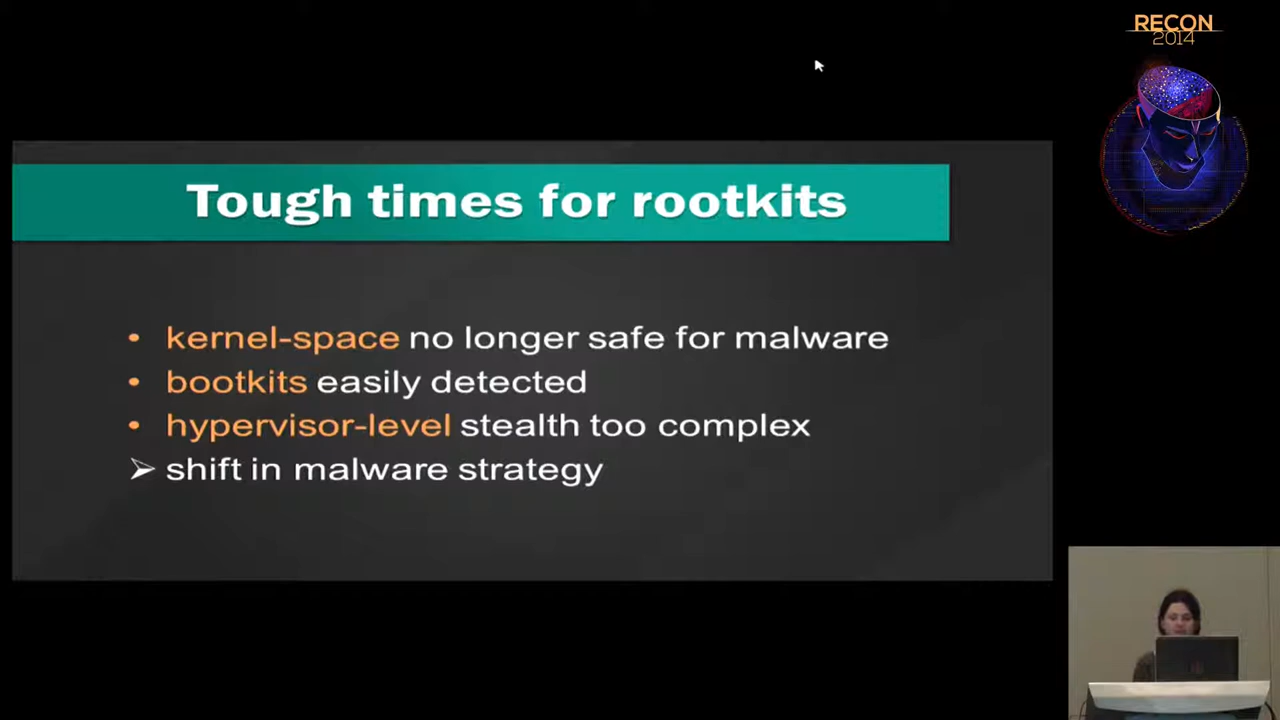 RECON
2014
Tough times for rootkits
• kernel-space no longer safe for malware
• bootkits easily detected
• hypervisor-level stealth too complex
➢ shift in malware strategy